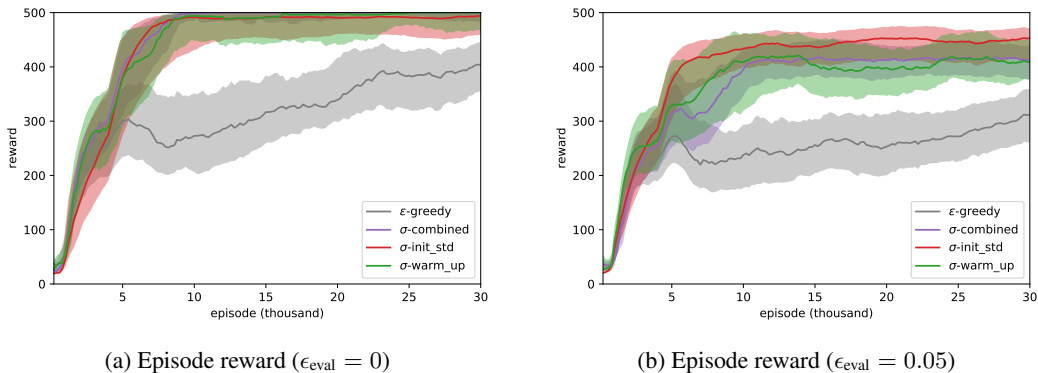 500
400
300
200
100
0
reward
5
10
15
20
25
30
episode (thousand)
ε-greedy
σ-combined
σ-init_std
σ-warm_up
(a) Episode reward (ϵeval = 0)
500
400
300
200
100
0
reward
5
10
15
20
25
30
episode (thousand)
ε-greedy
σ-combined
σ-init_std
σ-warm_up
(b) Episode reward (ϵeval = 0.05)